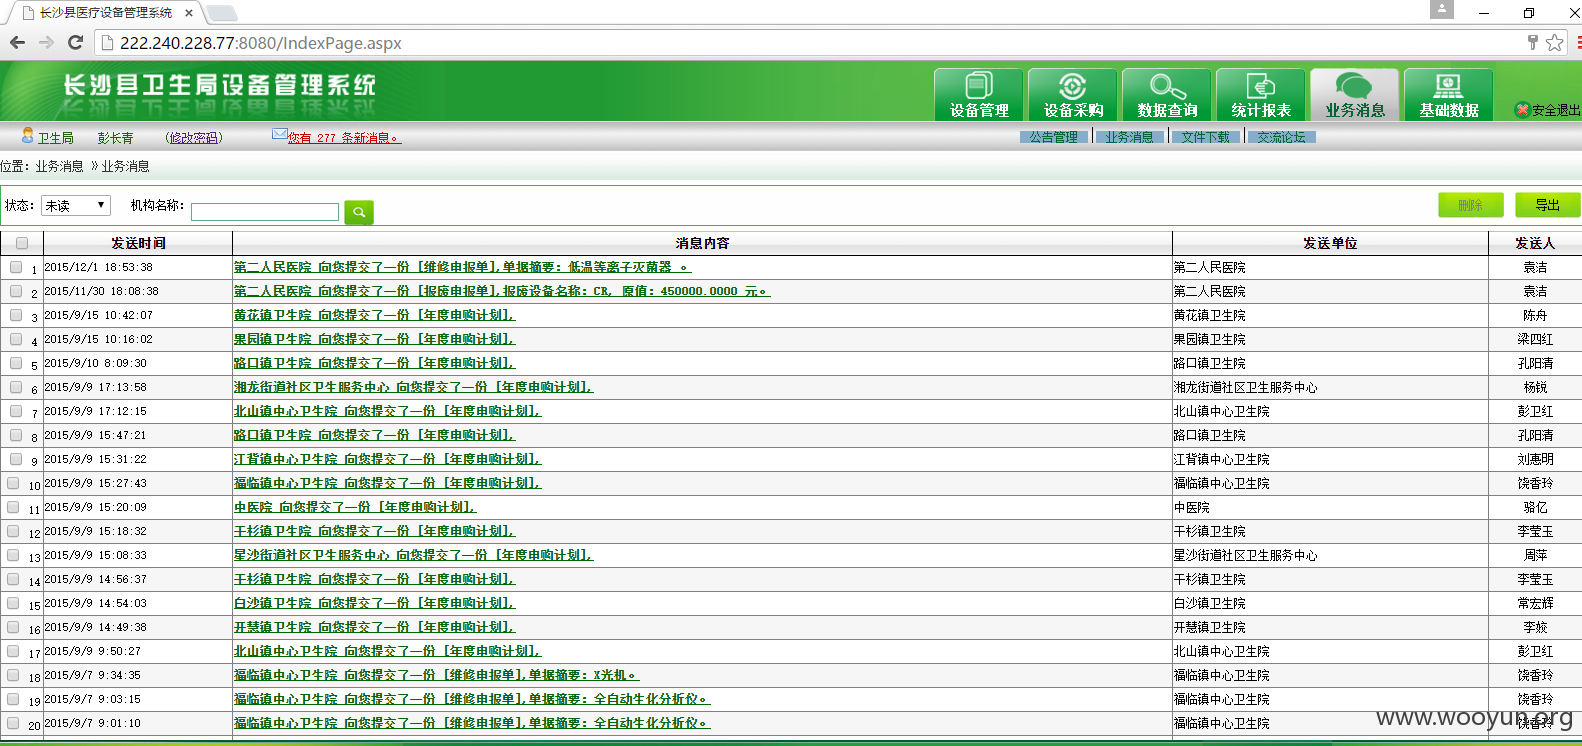 长沙县医疗设备管理系统
222.240.228.77:8080/IndexPage.aspx
长沙县卫生局设备管理系统
设备管理 设备采购 数据查询 统计报表 业务消息 基础数据 安全退出
卫生局 彭长青 （修改密码） 您有 277 条新消息。 公告管理 业务消息 文件下载 交流论坛
位置：业务消息 》业务消息
状态： 未读 机构名称： 删除 导出
发送时间 消息内容 发送单位 发送人
1 2015/12/1 18:53:38 第二人民医院 向您提交了一份 [维修申报单],单据摘要：低温等离子灭菌器 。 第二人民医院 袁洁
2 2015/11/30 18:08:38 第二人民医院 向您提交了一份 [报废申报单],报废设备名称：CR, 原值：450000.0000 元。 第二人民医院 袁洁
3 2015/9/15 10:42:07 黄花镇卫生院 向您提交了一份 [年度申购计划], 黄花镇卫生院 陈舟
4 2015/9/15 10:16:02 果园镇卫生院 向您提交了一份 [年度申购计划], 果园镇卫生院 梁四红
5 2015/9/10 8:09:30 路口镇卫生院 向您提交了一份 [年度申购计划], 路口镇卫生院 孔阳清
6 2015/9/9 17:13:58 湘龙街道社区卫生服务中心 向您提交了一份 [年度申购计划], 湘龙街道社区卫生服务中心 杨锐
7 2015/9/9 17:12:15 北山镇中心卫生院 向您提交了一份 [年度申购计划], 北山镇中心卫生院 彭卫红
8 2015/9/9 15:47:21 路口镇卫生院 向您提交了一份 [年度申购计划], 路口镇卫生院 孔阳清
9 2015/9/9 15:31:22 江背镇中心卫生院 向您提交了一份 [年度申购计划], 江背镇中心卫生院 刘惠明
10 2015/9/9 15:27:43 福临镇中心卫生院 向您提交了一份 [年度申购计划], 福临镇中心卫生院 饶香玲
11 2015/9/9 15:20:09 中医院 向您提交了一份 [年度申购计划], 中医院 骆亿
12 2015/9/9 15:18:32 干杉镇卫生院 向您提交了一份 [年度申购计划], 干杉镇卫生院 李莹玉
13 2015/9/9 15:08:33 星沙街道社区卫生服务中心 向您提交了一份 [年度申购计划], 星沙街道社区卫生服务中心 周萍
14 2015/9/9 14:56:37 干杉镇卫生院 向您提交了一份 [年度申购计划], 干杉镇卫生院 李莹玉
15 2015/9/9 14:54:03 白沙镇卫生院 向您提交了一份 [年度申购计划], 白沙镇卫生院 常宏辉
16 2015/9/9 14:49:38 开慧镇卫生院 向您提交了一份 [年度申购计划], 开慧镇卫生院 李姣
17 2015/9/9 9:50:27 北山镇中心卫生院 向您提交了一份 [年度申购计划], 北山镇中心卫生院 彭卫红
18 2015/9/7 9:34:35 福临镇中心卫生院 向您提交了一份 [维修申报单],单据摘要：X光机。 福临镇中心卫生院 饶香玲
19 2015/9/7 9:03:15 福临镇中心卫生院 向您提交了一份 [维修申报单],单据摘要：全自动生化分析仪。 福临镇中心卫生院 饶香玲
20 2015/9/7 9:01:10 福临镇中心卫生院 向您提交了一份 [维修申报单],单据摘要：全自动生化分析仪。 福临镇中心卫生院 饶香玲
www.wooyun.org